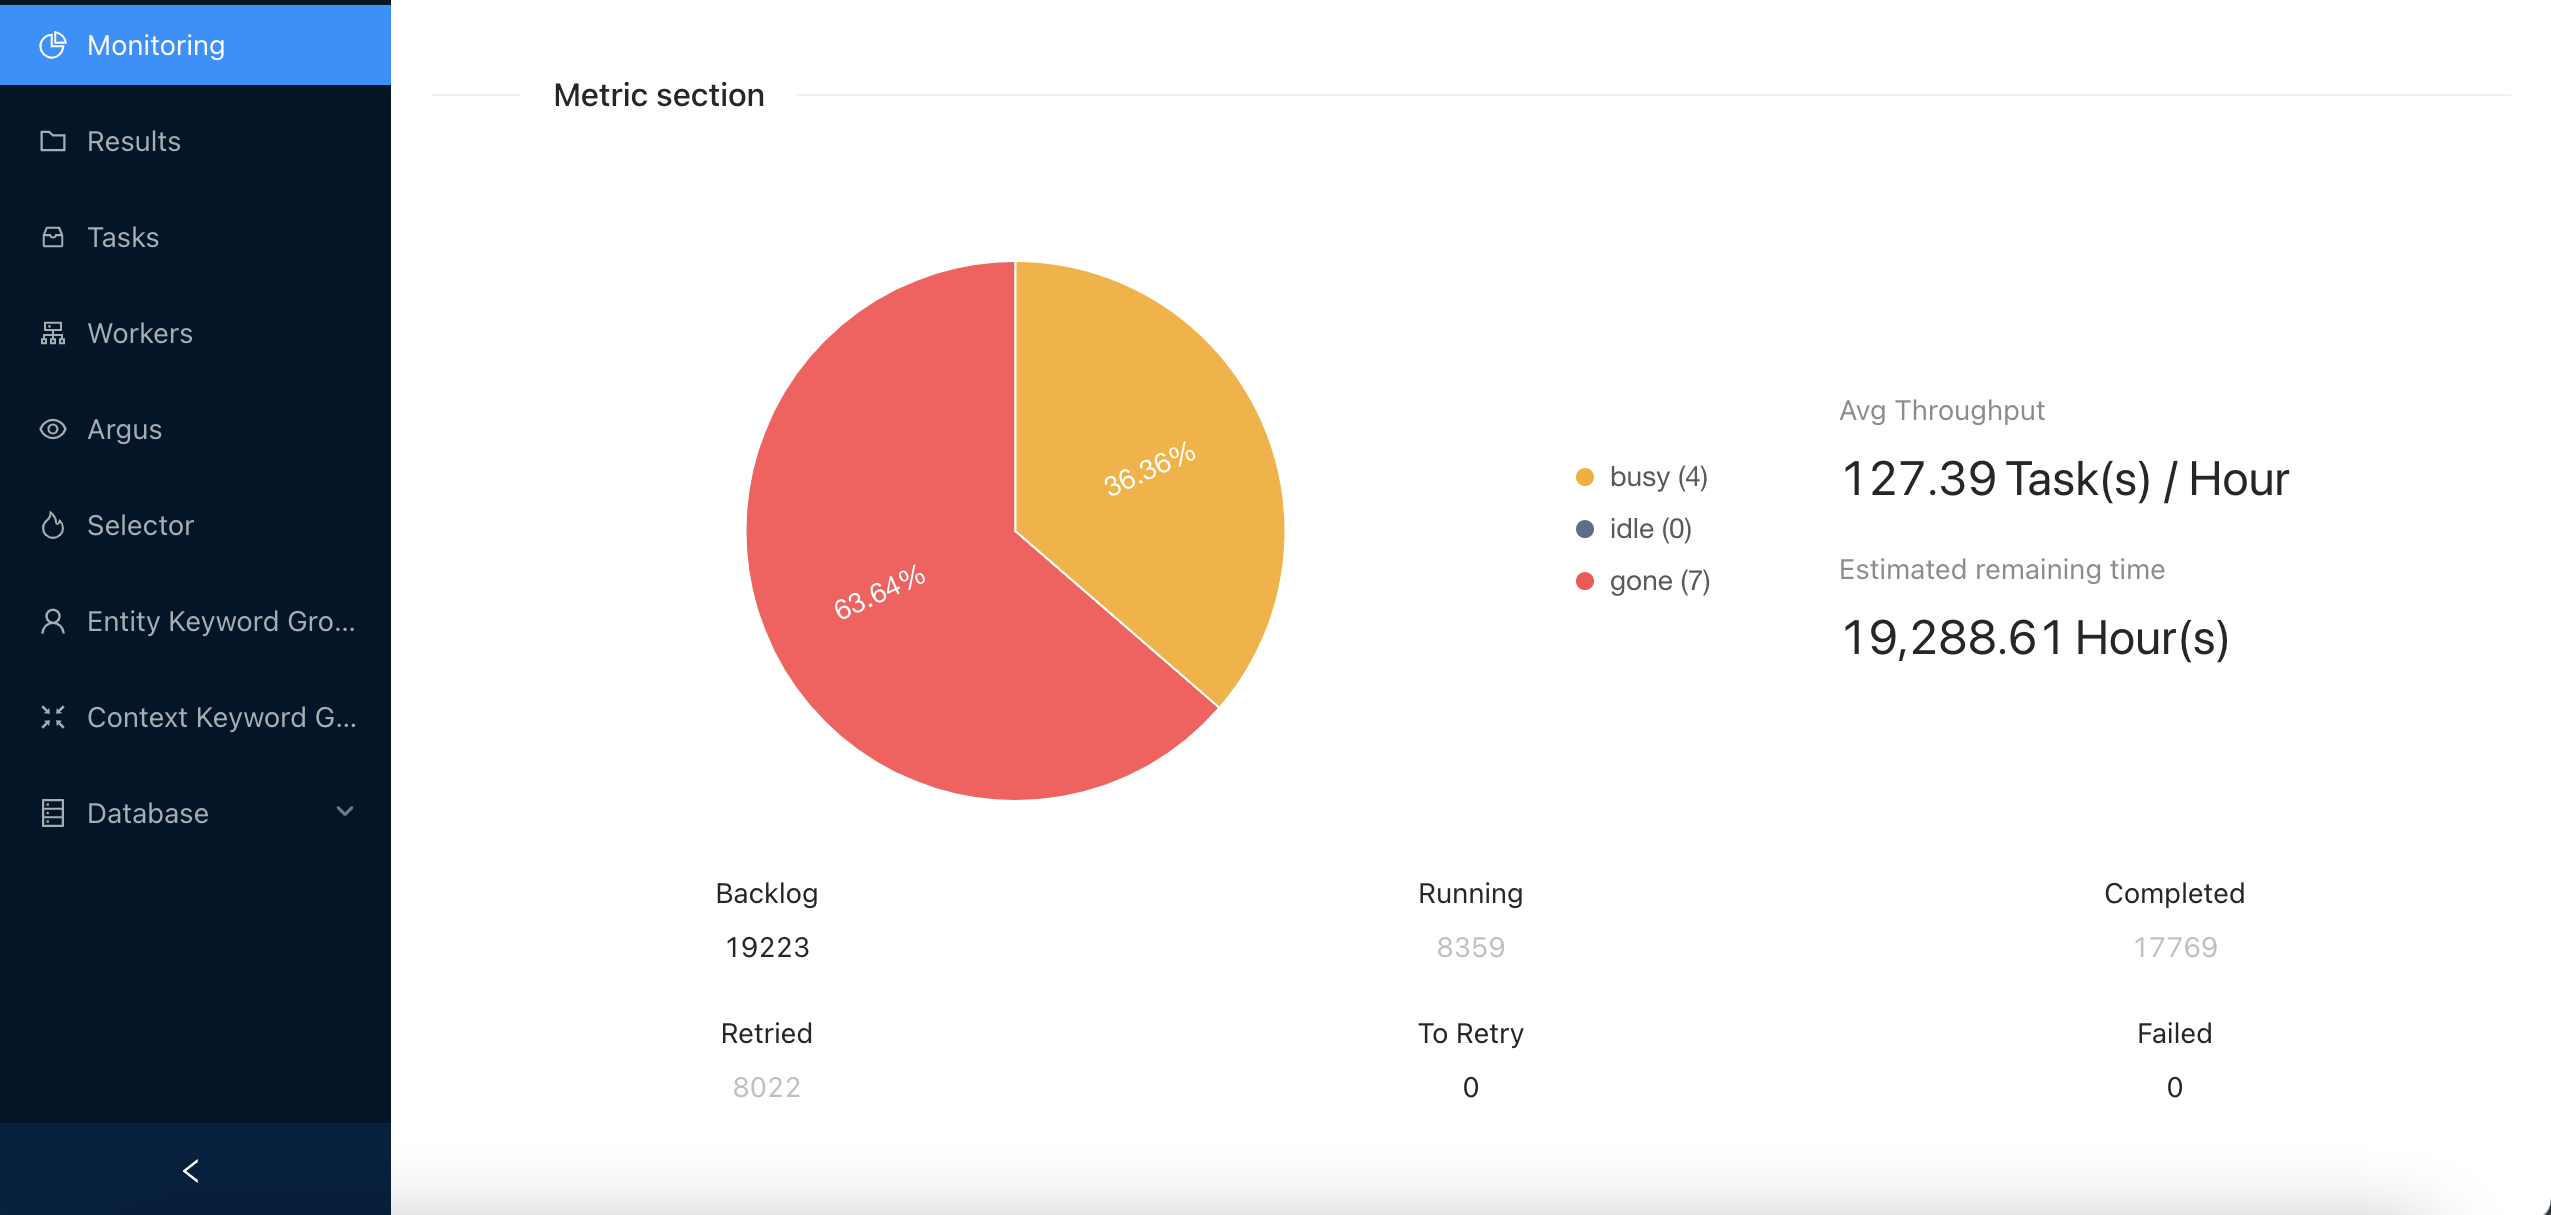 Monitoring
Results
Tasks
Workers
Argus
Selector
Entity Keyword Gro...
Context Keyword G...
Database
Metric section
36.36%
63.64%
busy (4)
idle (0)
gone (7)
Avg Throughput
127.39 Task(s) / Hour
Estimated remaining time
19,288.61 Hour(s)
Backlog
19223
Running
8359
Completed
17769
Retried
8022
To Retry
0
Failed
0